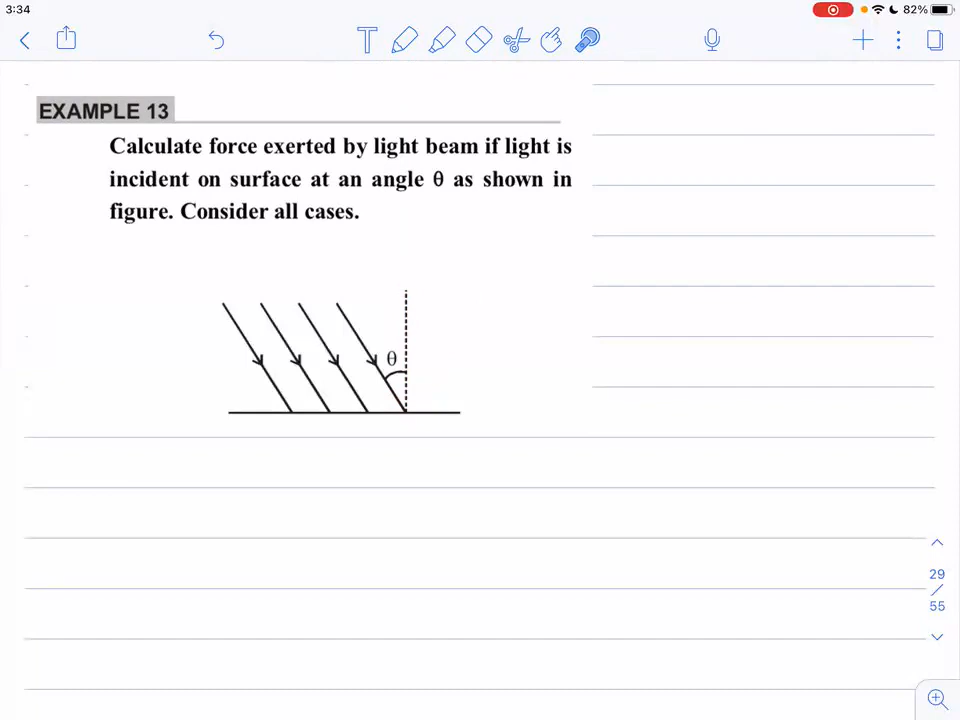 3:34
82%
T
EXAMPLE 13
Calculate force exerted by light beam if light is
incident on surface at an angle θ as shown in
figure. Consider all cases.
θ
29
/
55